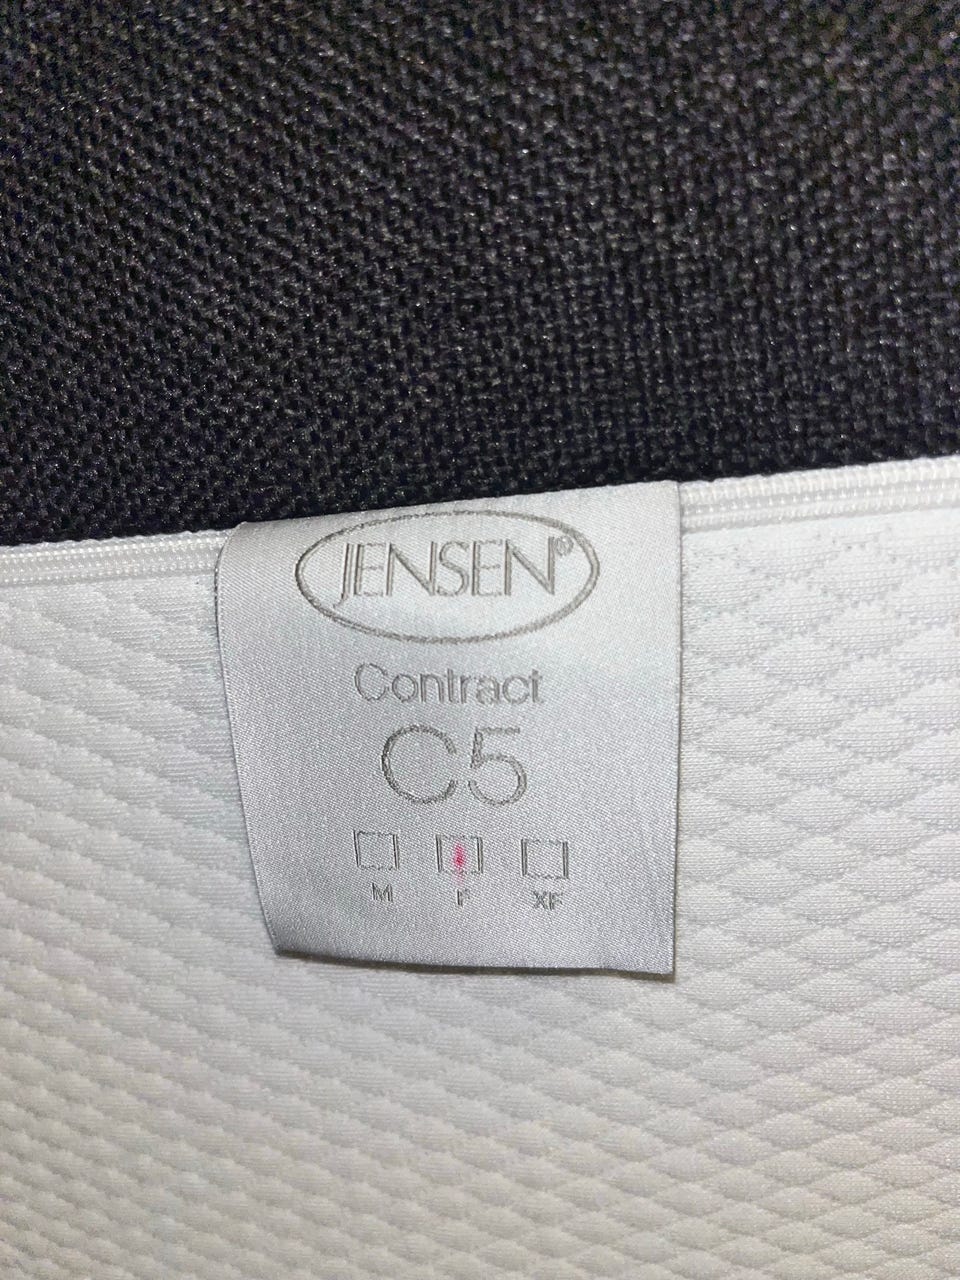 JENSEN®
Contract
C5
M F XF